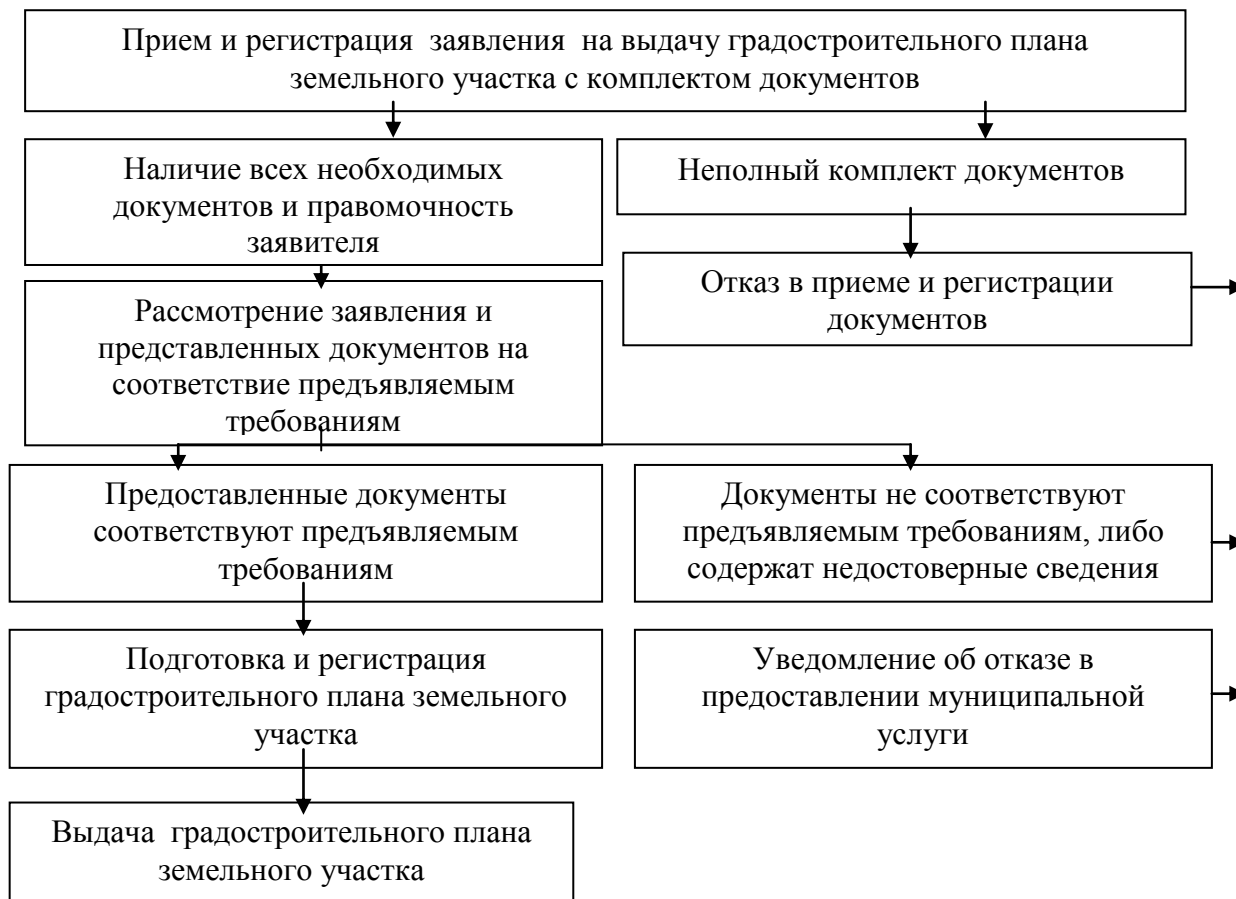 Прием и регистрация заявления на выдачу градостроительного плана
земельного участка с комплектом документов
Наличие всех необходимых
документов и правомочность
заявителя
Неполный комплект документов
Отказ в приеме и регистрации
документов
Рассмотрение заявления и
представленных документов на
соответствие предъявляемым
требованиям
Предоставленные документы
соответствуют предъявляемым
требованиям
Документы не соответствуют
предъявляемым требованиям, либо
содержат недостоверные сведения
Подготовка и регистрация
градостроительного плана земельного
участка
Уведомление об отказе в
предоставлении муниципальной
услуги
Выдача градостроительного плана
земельного участка